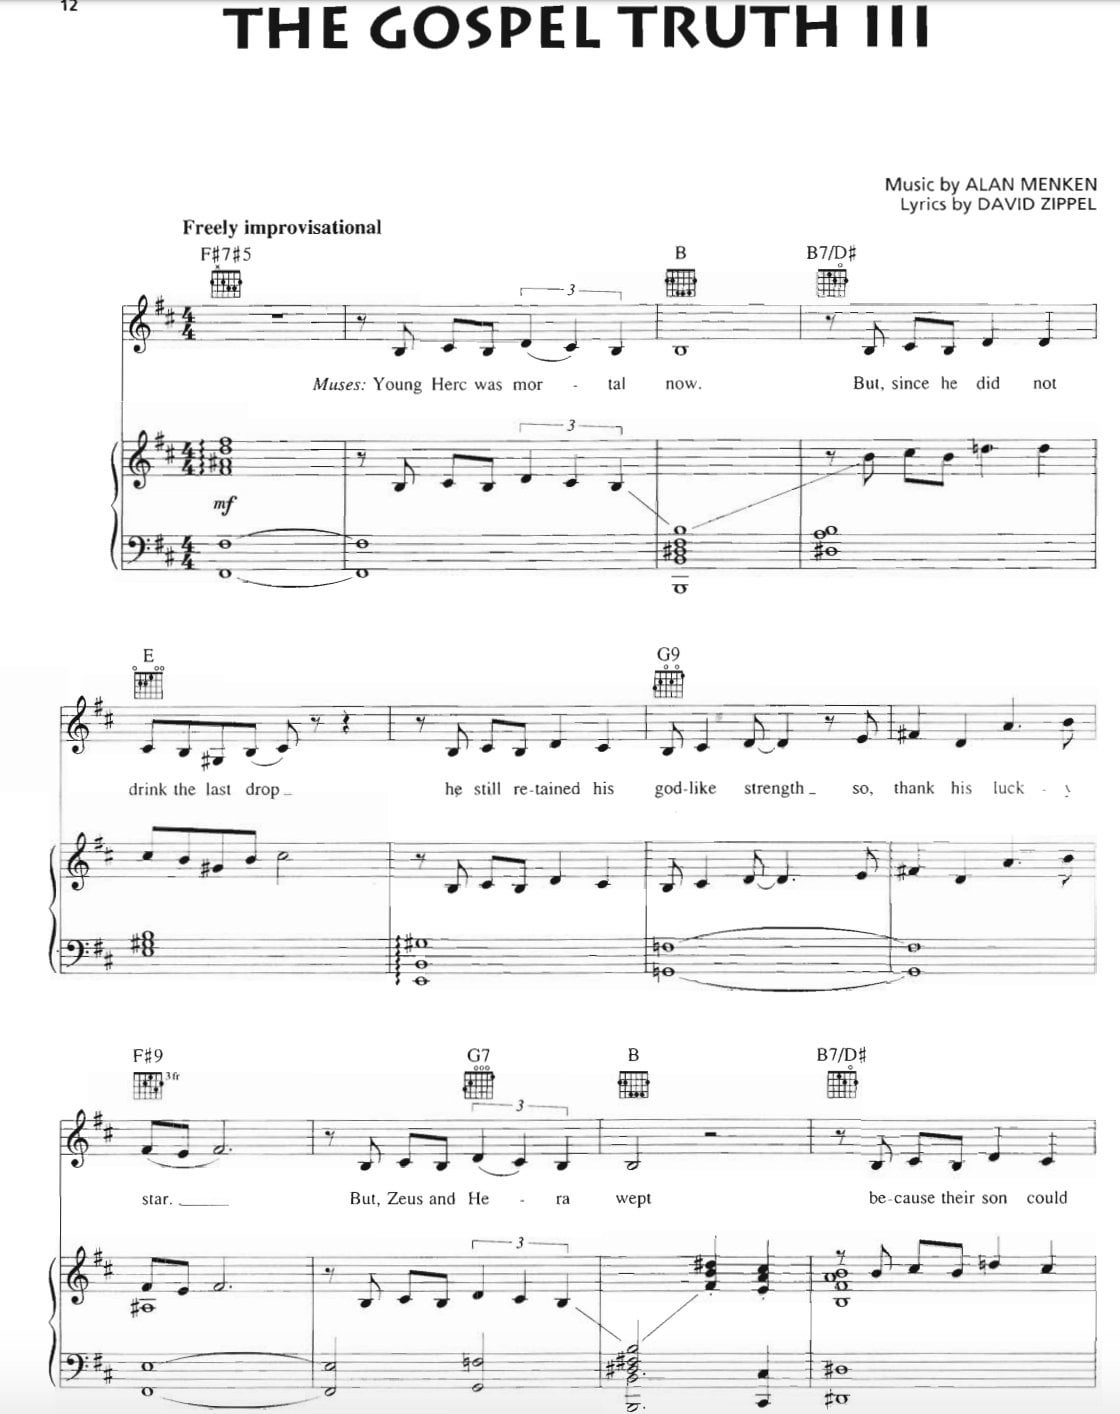 12
THE GOSPEL TRUTH III
Music by ALAN MENKEN
Lyrics by DAVID ZIPPEL
Freely improvisational
F♯7♯5 B B7/D♯
3
Muses: Young Herc was mor - tal now. But, since he did not
3
mf
E G9
drink the last drop _ he still re-tained his god-like strength _ so, thank his luck - y
F♯9 G7 B B7/D♯
3fr
3
star. ____ But, Zeus and He - ra wept be-cause their son could
3